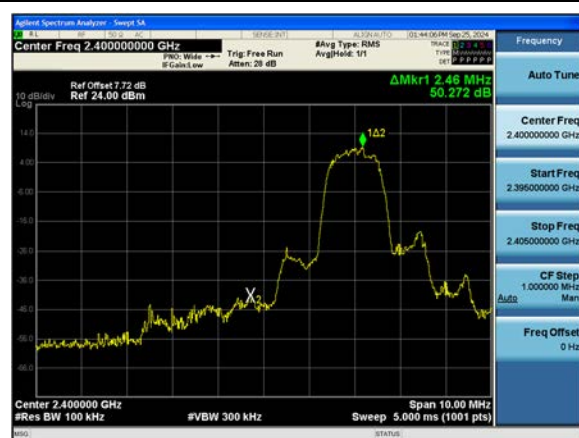 Agilent Spectrum Analyzer - Swept SA
RL RF 50 Ω AC SENSE:INT ALIGN AUTO 01:44:06 PM Sep 25, 2024
Center Freq 2.400000000 GHz
PNO: Wide
IFGain:Low
Trig: Free Run
Atten: 28 dB
#Avg Type: RMS
Avg|Hold: 1/1
TRACE 1 2 3 4 5 6
TYPE
DET P P P P P P
Ref Offset 7.72 dB
10 dB/div Ref 24.00 dBm
Log
ΔMkr1 2.46 MHz
50.272 dB
1Δ2
X2
14.0
4.00
-6.00
-16.0
-26.0
-36.0
-46.0
-56.0
-66.0
Center 2.400000 GHz
#Res BW 100 kHz
#VBW 300 kHz
Span 10.00 MHz
Sweep 5.000 ms (1001 pts)
MSG
STATUS
Frequency
Auto Tune
Center Freq
2.400000000 GHz
Start Freq
2.395000000 GHz
Stop Freq
2.405000000 GHz
CF Step
1.000000 MHz
Auto Man
Freq Offset
0 Hz